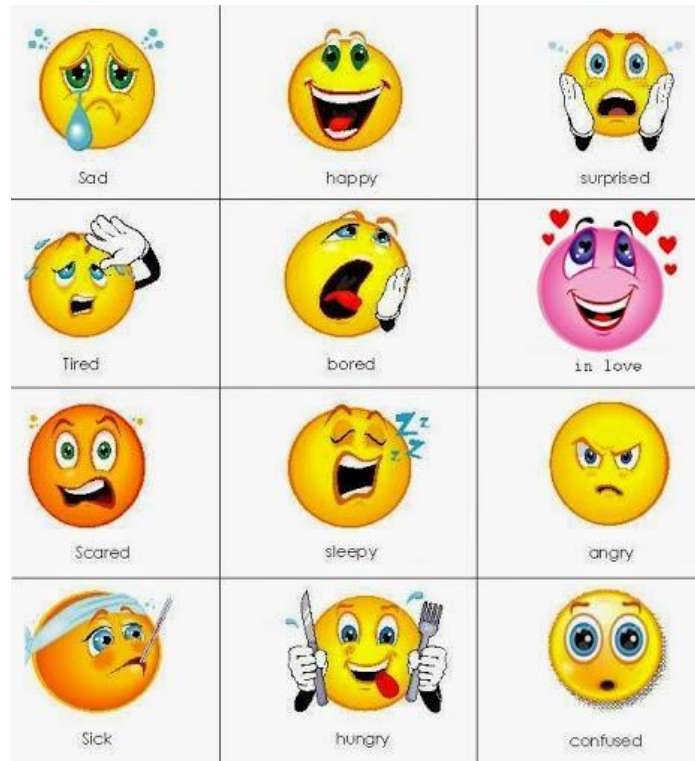 Sad
happy
surprised
Tired
bored
in love
Scared
sleepy
angry
Sick
hungry
confused